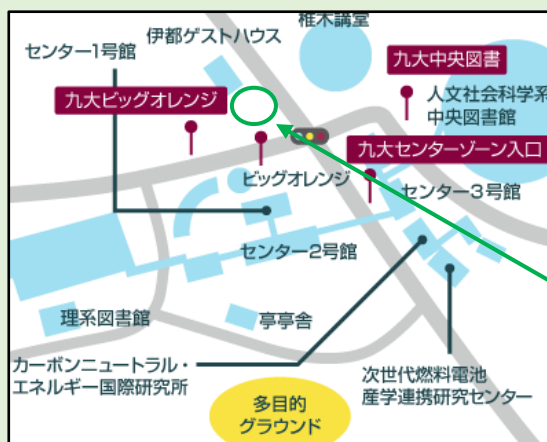 椎木講堂
伊都ゲストハウス
センター1号館
九大中央図書
九大ビッグオレンジ
人文社会科学系
中央図書館
九大センターゾーン入口
ビッグオレンジ
センター3号館
センター2号館
理系図書館
亭亭舎
カーボンニュートラル・
エネルギー国際研究所
次世代燃料電池
産学連携研究センター
多目的
グラウンド